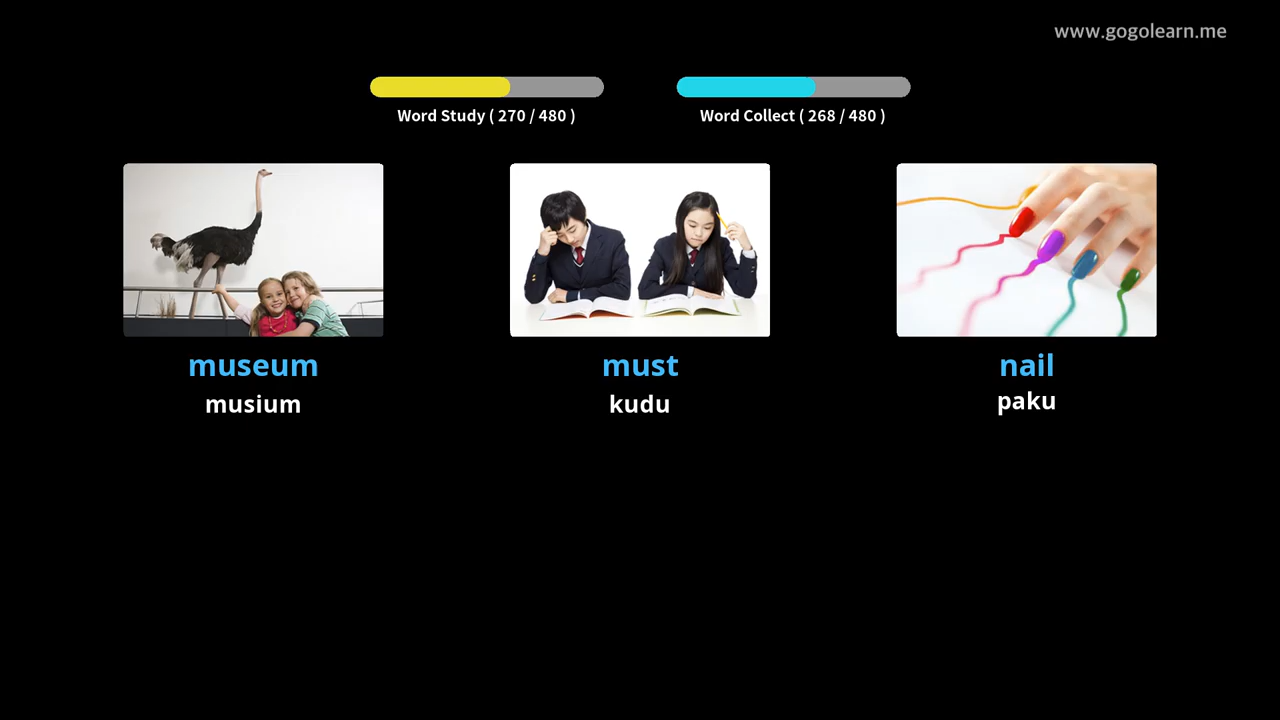 www.gogolearn.me
Word Study ( 270 / 480 )
Word Collect ( 268 / 480 )
museum
musium
must
kudu
nail
paku